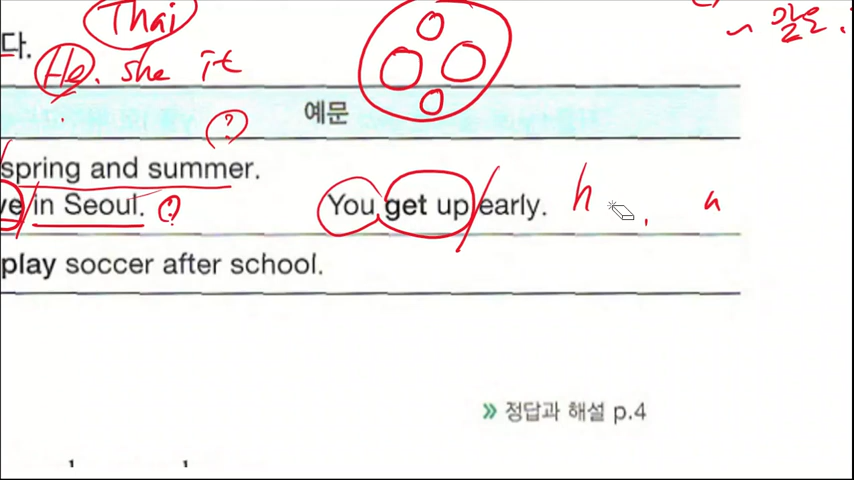 Thai
~ 같은.
다.
He. she it
예문
(?)
spring and summer.
ve in Seoul. (?) You get up early. h , a
play soccer after school.
» 정답과 해설 p.4